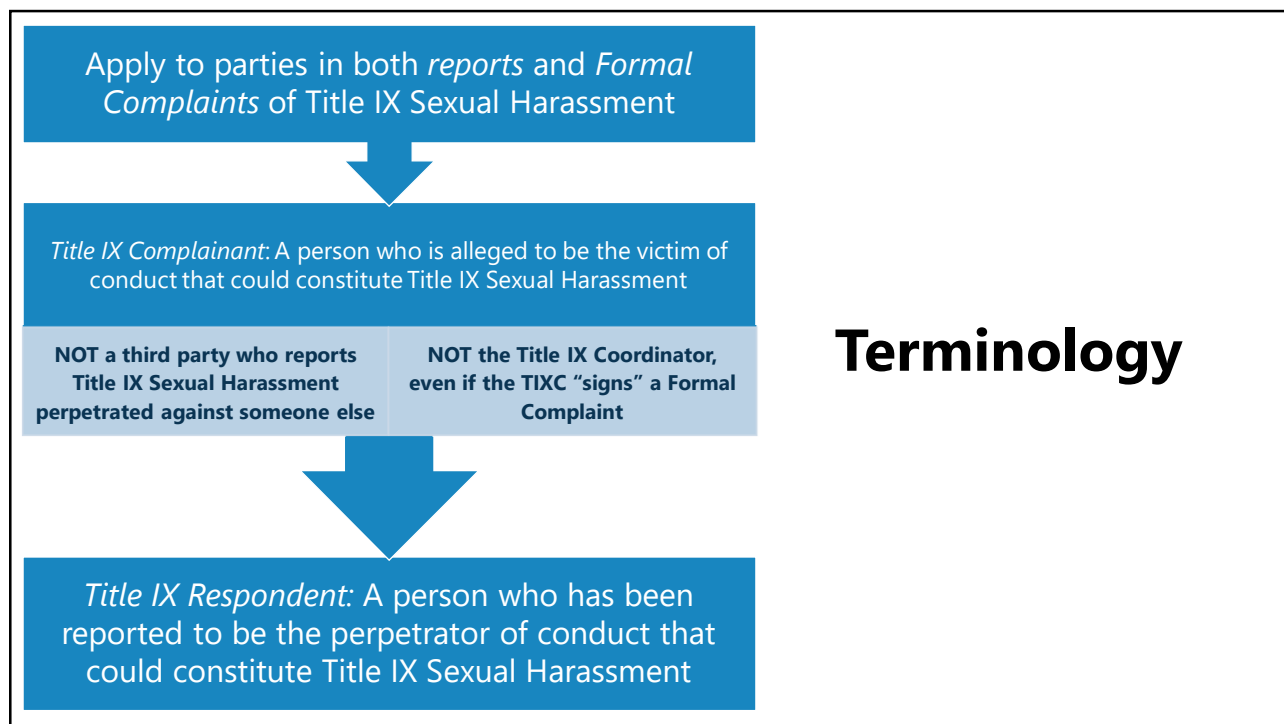 Apply to parties in both reports and Formal
Complaints of Title IX Sexual Harassment
Title IX Complainant: A person who is alleged to be the victim of
conduct that could constitute Title IX Sexual Harassment
NOT a third party who reports
Title IX Sexual Harassment
perpetrated against someone else
NOT the Title IX Coordinator,
even if the TIXC “signs” a Formal
Complaint
Title IX Respondent: A person who has been
reported to be the perpetrator of conduct that
could constitute Title IX Sexual Harassment
Terminology